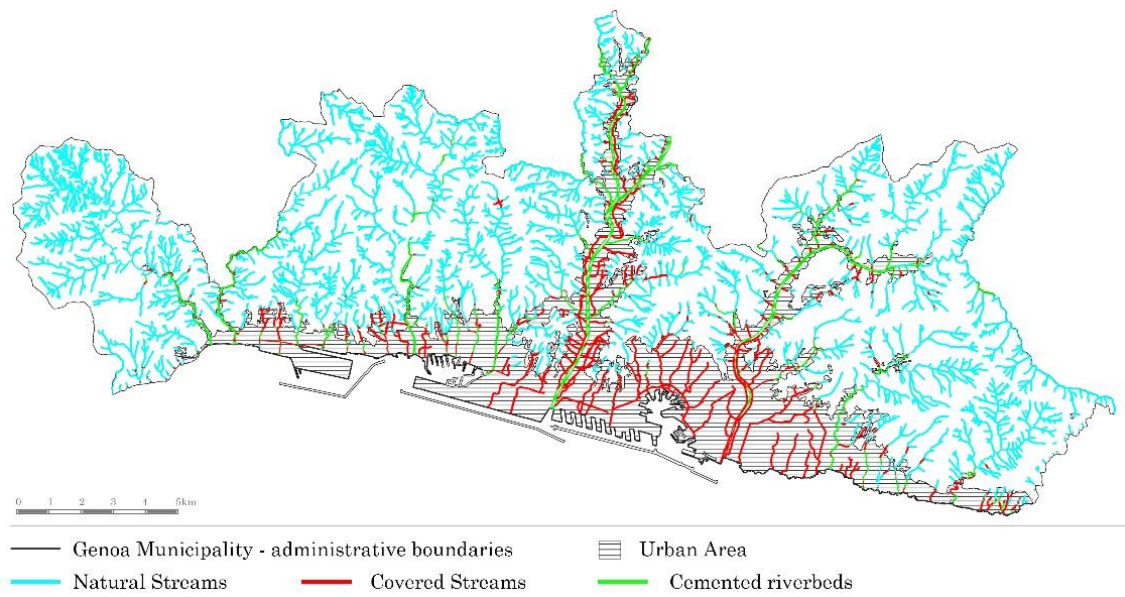 0 1 2 3 4 5km
Genoa Municipality - administrative boundaries
Urban Area
Natural Streams
Covered Streams
Cemented riverbeds